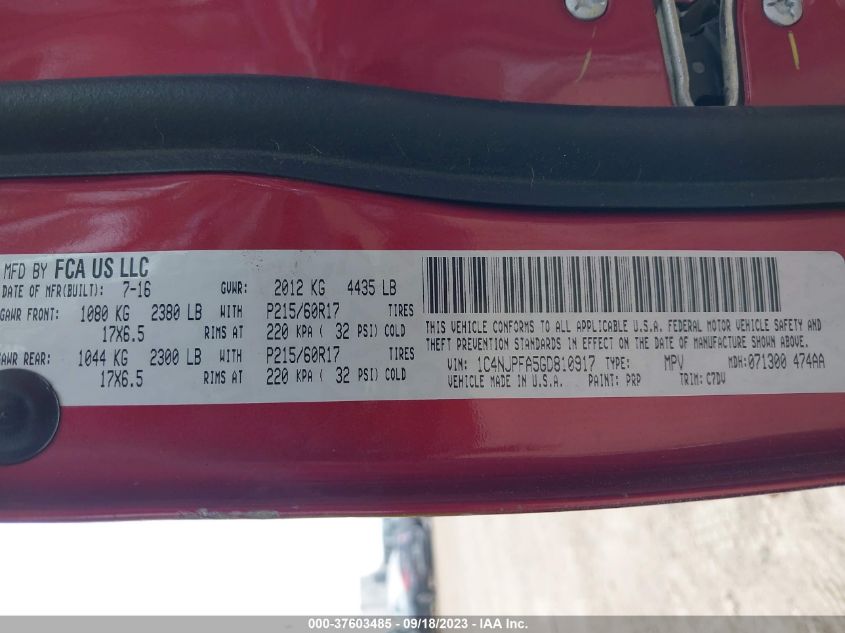 MFD BY FCA US LLC
DATE OF MFR(BUILT): 7-16 GVWR: 2012 KG 4435 LB
GAWR FRONT: 1080 KG 2380 LB WITH P215/60R17 TIRES
17X6.5 RIMS AT 220 KPA ( 32 PSI) COLD
GAWR REAR: 1044 KG 2300 LB WITH P215/60R17 TIRES
17X6.5 RIMS AT 220 KPA ( 32 PSI) COLD
THIS VEHICLE CONFORMS TO ALL APPLICABLE U.S.A. FEDERAL MOTOR VEHICLE SAFETY AND
THEFT PREVENTION STANDARDS IN EFFECT ON THE DATE OF MANUFACTURE SHOWN ABOVE.
VIN: 1C4NJPFA5GD810917 TYPE: MPV MDH: 071300 474AA
VEHICLE MADE IN U.S.A. PAINT: PRP TRIM: C7DV
000-37603485 - 09/18/2023 - IAA Inc.